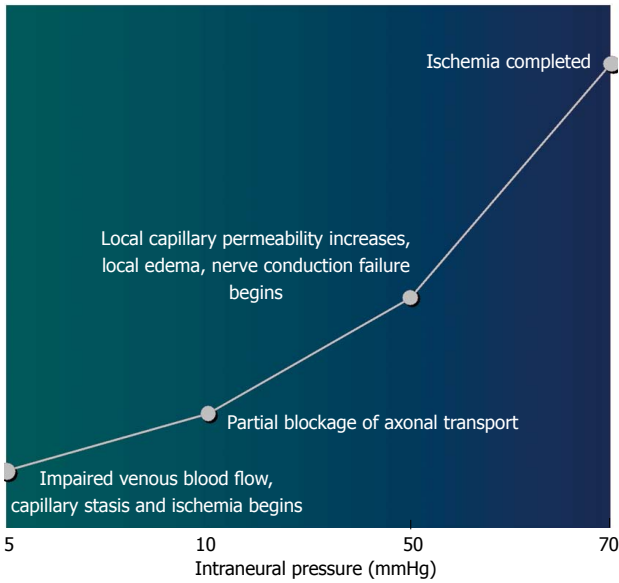 Ischemia completed
Local capillary permeability increases,
local edema, nerve conduction failure
begins
Partial blockage of axonal transport
Impaired venous blood flow,
capillary stasis and ischemia begins
5 10 50 70
Intraneural pressure (mmHg)